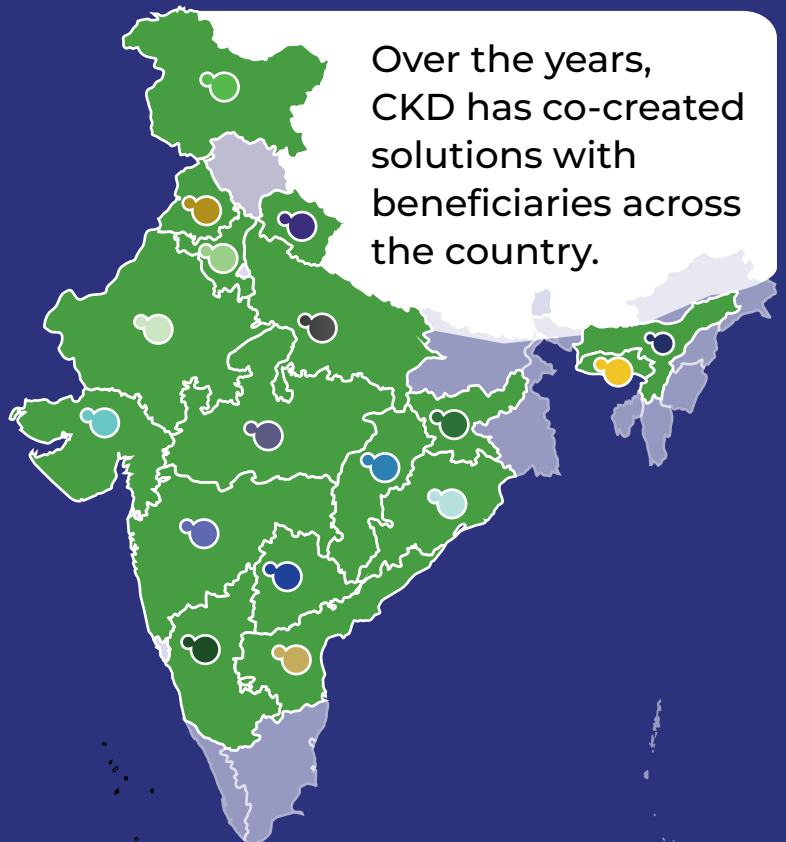 Over the years,
CKD has co-created
solutions with
beneficiaries across
the country.